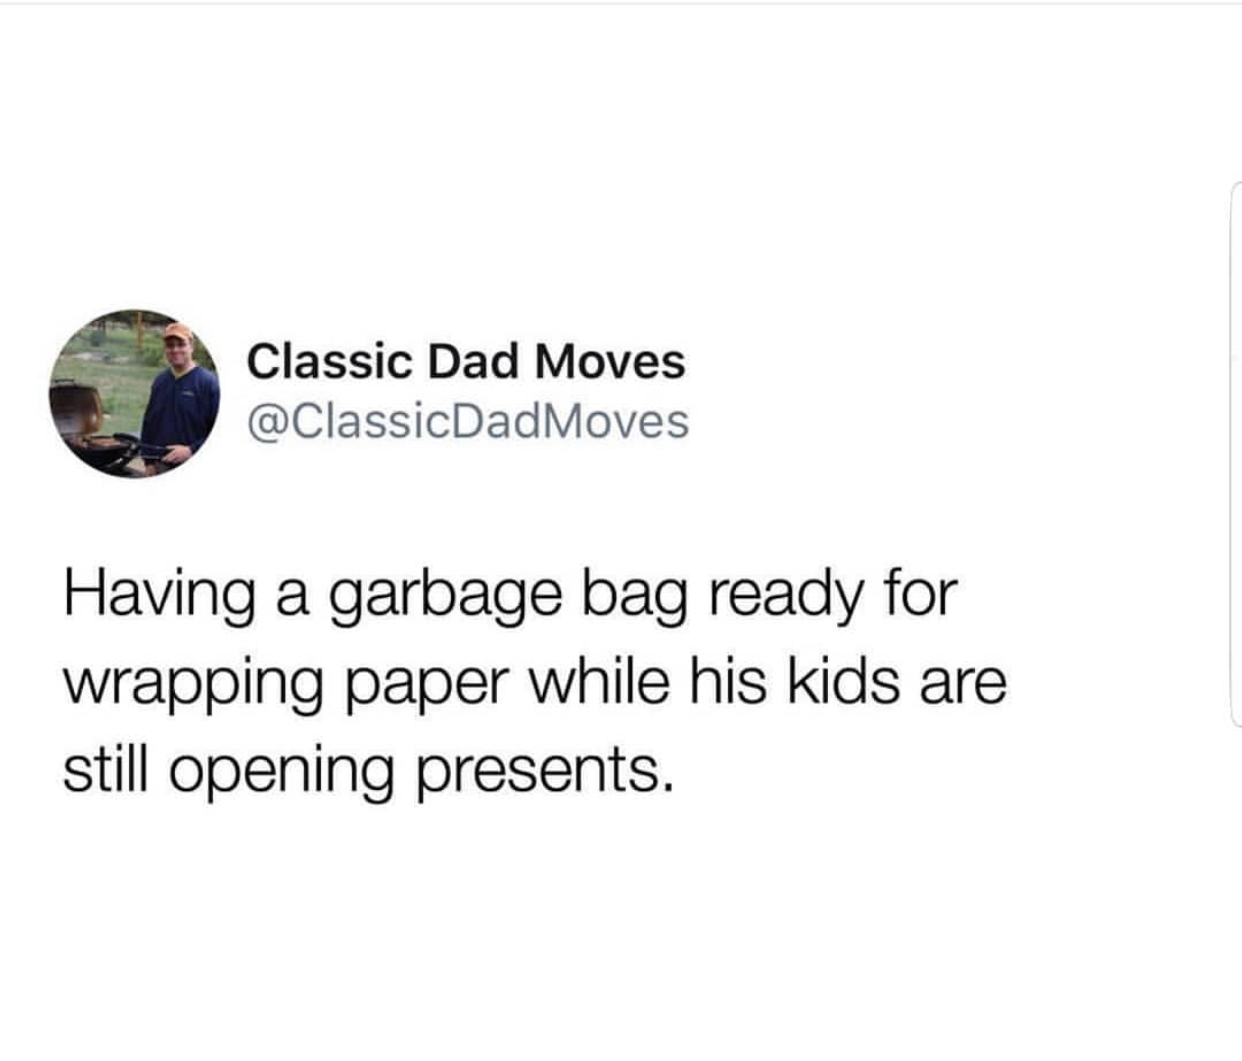 Classic Dad Moves
@ClassicDadMoves
Having a garbage bag ready for
wrapping paper while his kids are
still opening presents.